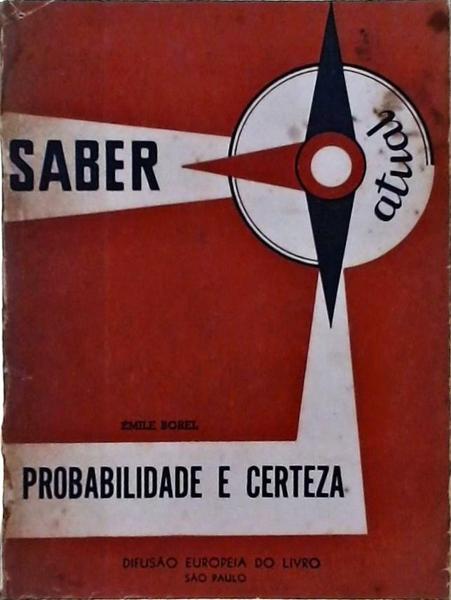 SABER
atual
ÉMILE BOREL
PROBABILIDADE E CERTEZA
DIFUSÃO EUROPEIA DO LIVRO
SÃO PAULO